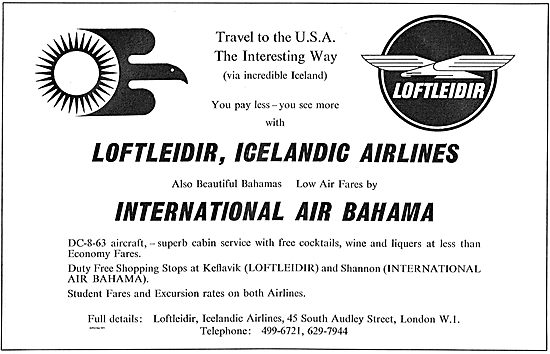 Travel to the U.S.A.
The Interesting Way
(via incredible Iceland)
LOFTLEIDIR
You pay less – you see more
with
LOFTLEIDIR, ICELANDIC AIRLINES
Also Beautiful Bahamas Low Air Fares by
INTERNATIONAL AIR BAHAMA
DC-8-63 aircraft, – superb cabin service with free cocktails, wine and liquers at less than
Economy Fares.
Duty Free Shopping Stops at Keflavik (LOFTLEIDIR) and Shannon (INTERNATIONAL
AIR BAHAMA).
Student Fares and Excursion rates on both Airlines.
Full details: Loftleidir, Icelandic Airlines, 45 South Audley Street, London W.1.
Telephone: 499-6721, 629-7944